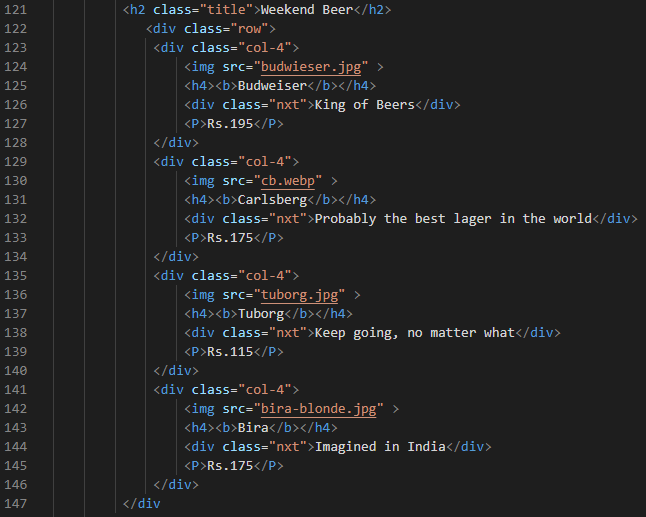 121 <h2 class="title">Weekend Beer</h2>
122 <div class="row">
123 <div class="col-4">
124 <img src="budwieser.jpg" >
125 <h4><b>Budweiser</b></h4>
126 <div class="nxt">King of Beers</div>
127 <P>Rs.195</P>
128 </div>
129 <div class="col-4">
130 <img src="cb.webp" >
131 <h4><b>Carlsberg</b></h4>
132 <div class="nxt">Probably the best lager in the world</div>
133 <P>Rs.175</P>
134 </div>
135 <div class="col-4">
136 <img src="tuborg.jpg" >
137 <h4><b>Tuborg</b></h4>
138 <div class="nxt">Keep going, no matter what</div>
139 <P>Rs.115</P>
140 </div>
141 <div class="col-4">
142 <img src="bira-blonde.jpg" >
143 <h4><b>Bira</b></h4>
144 <div class="nxt">Imagined in India</div>
145 <P>Rs.175</P>
146 </div>
147 </div